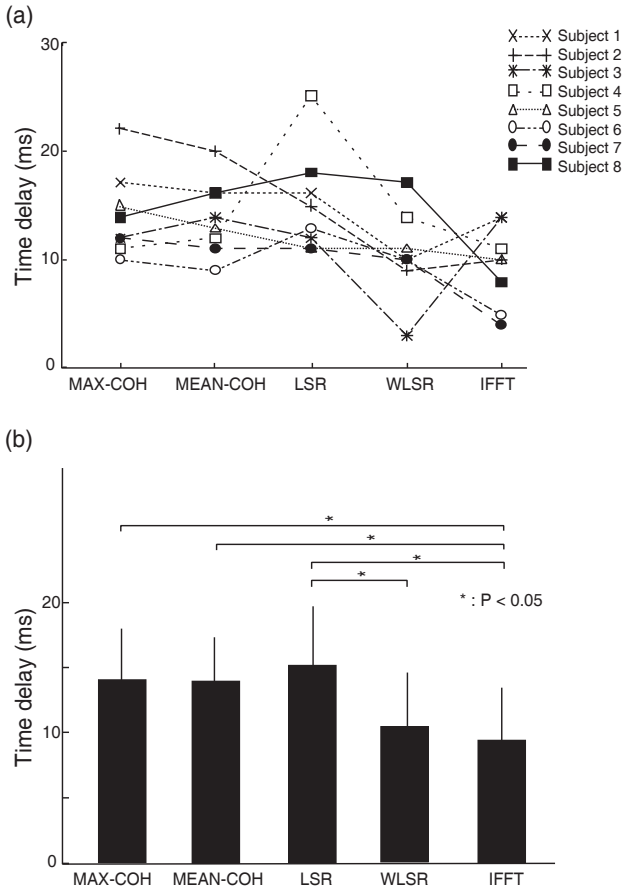 (a)
30
20
10
0
Time delay (ms)
MAX-COH MEAN-COH LSR WLSR IFFT
Subject 1
Subject 2
Subject 3
Subject 4
Subject 5
Subject 6
Subject 7
Subject 8
(b)
* 
*
*
*
* : P < 0.05
20
10
0
Time delay (ms)
MAX-COH MEAN-COH LSR WLSR IFFT